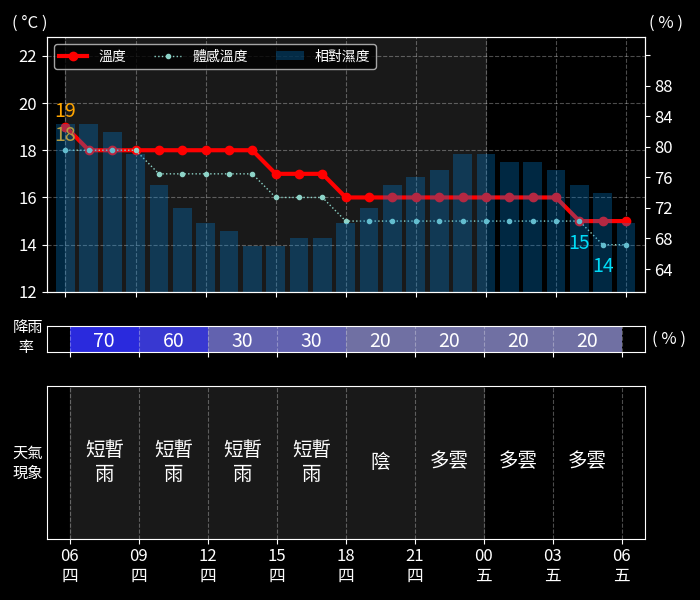 ( °C )
( % )
溫度
體感溫度
相對濕度
22
20
18
16
14
12
88
84
80
76
72
68
64
19
18
15
14
降雨
率
70 60 30 30 20 20 20 20
( % )
天氣
現象
短暫
雨
短暫
雨
短暫
雨
短暫
雨
陰
多雲
多雲
多雲
06 09 12 15 18 21 00 03 06
四 四 四 四 四 四 五 五 五